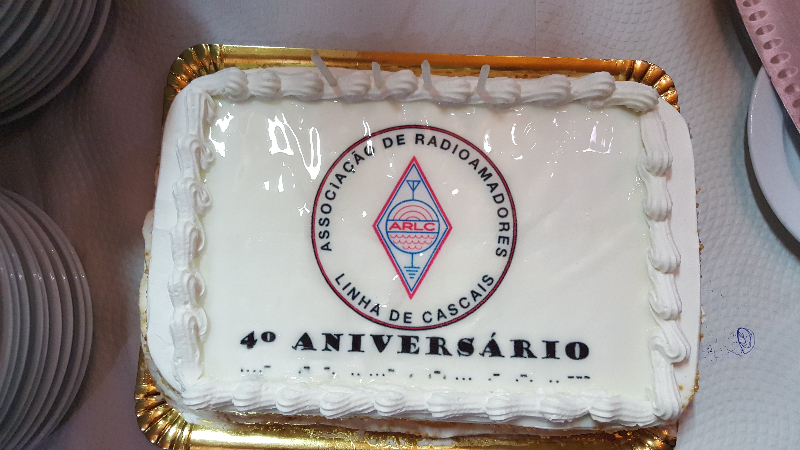 ASSOCIAÇÃO DE RADIOAMADORES
ARLC
LINHA DE CASCAIS
4º ANIVERSÁRIO